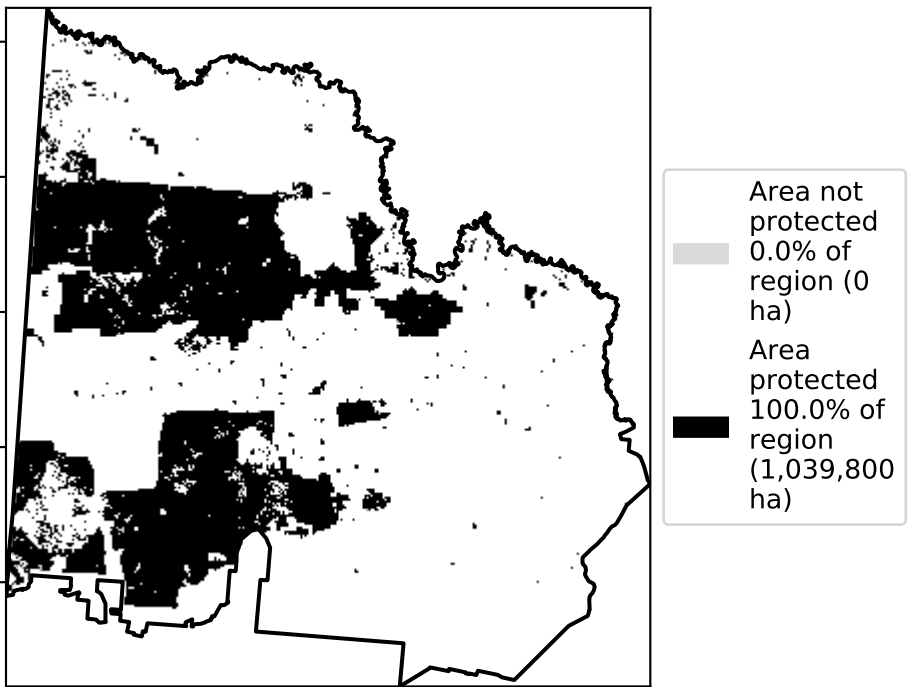 Area not
protected
0.0% of
region (0
ha)
Area
protected
100.0% of
region
(1,039,800
ha)